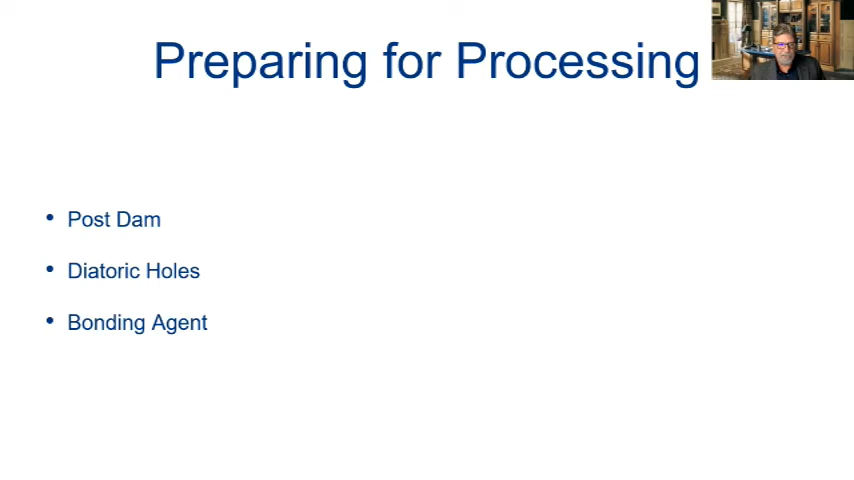 Preparing for Processing
• Post Dam
• Diatoric Holes
• Bonding Agent